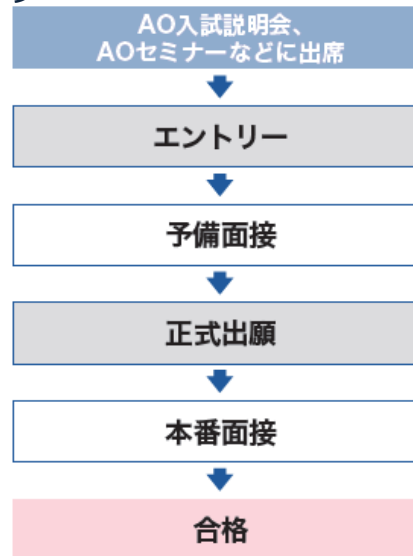 AO入試説明会、
AOセミナーなどに出席
エントリー
予備面接
正式出願
本番面接
合格